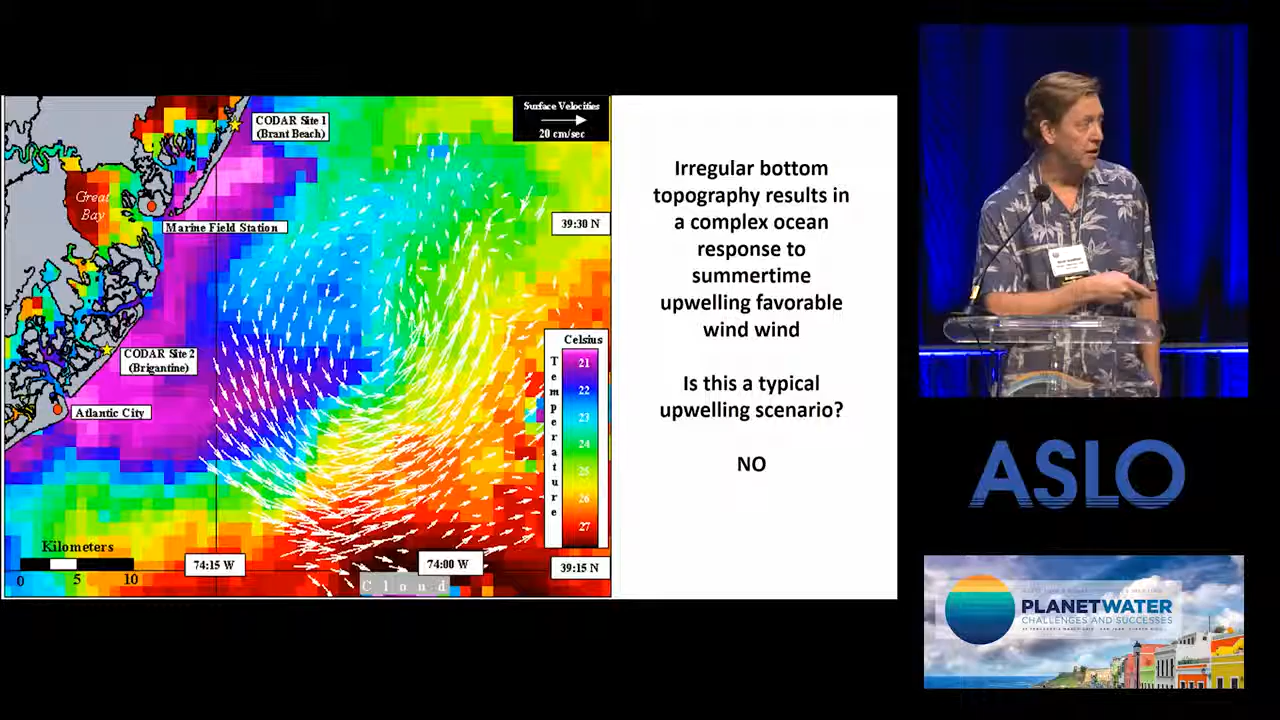 CODAR Site 1
(Brant Beach)
Surface Velocities
20 cm/sec
Great
Bay
Marine Field Station
39:30 N
CODAR Site 2
(Brigantine)
Atlantic City
Celsius
Temperature
21
22
23
24
25
26
27
Kilometers
0 5 10
74:15 W
74:00 W
39:15 N
Cloud
Irregular bottom
topography results in
a complex ocean
response to
summertime
upwelling favorable
wind wind
Is this a typical
upwelling scenario?
NO
ASLO
PLANETWATER
CHALLENGES AND SUCCESSES